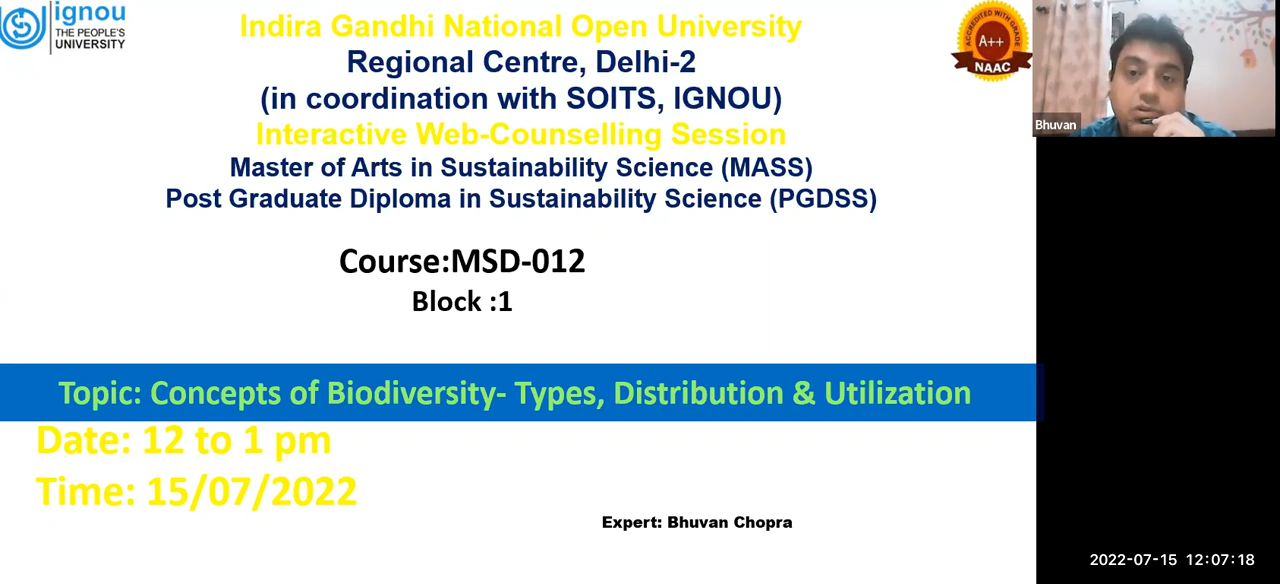 ignou
THE PEOPLE'S
UNIVERSITY
Indira Gandhi National Open University
Regional Centre, Delhi-2
(in coordination with SOITS, IGNOU)
Interactive Web-Counselling Session
Master of Arts in Sustainability Science (MASS)
Post Graduate Diploma in Sustainability Science (PGDSS)
ACCREDITED WITH GRADE
A++
NAAC
Bhuvan
Course:MSD-012
Block :1
Topic: Concepts of Biodiversity- Types, Distribution & Utilization
Date: 12 to 1 pm
Time: 15/07/2022
Expert: Bhuvan Chopra
2022-07-15 12:07:18